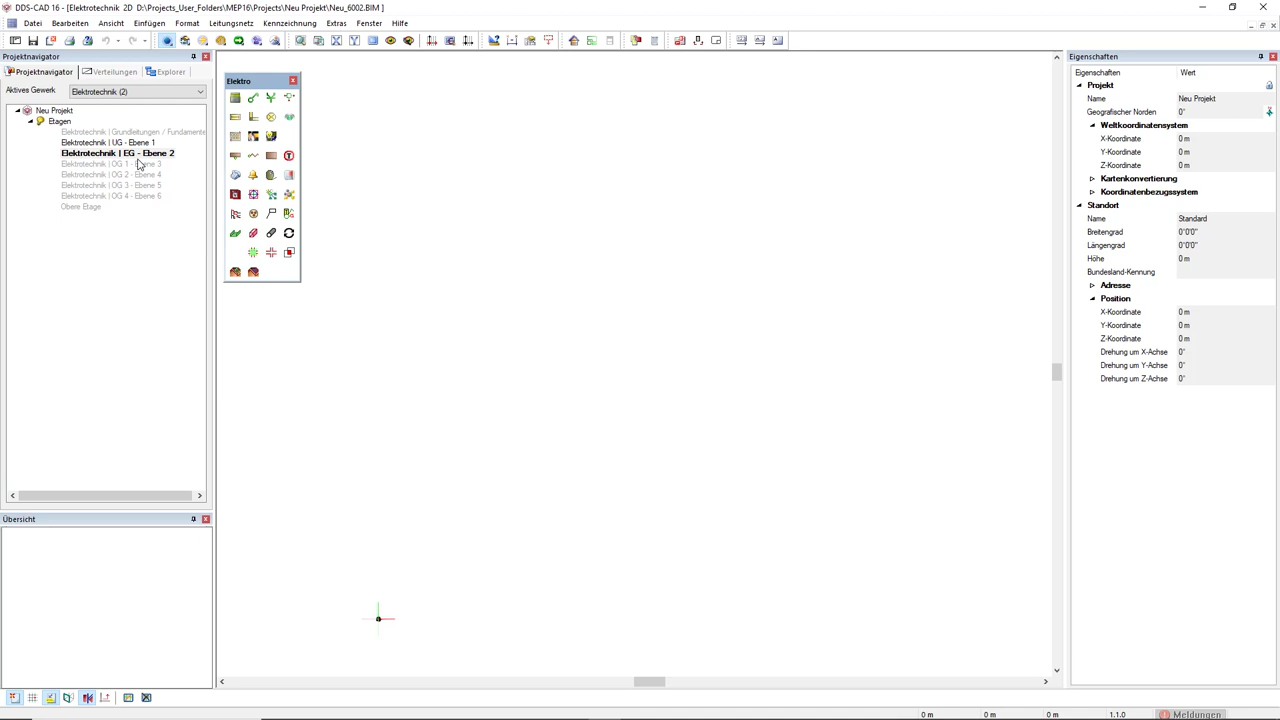 DDS-CAD 16 - [Elektrotechnik  2D  D:\Projects_User_Folders\MEP16\Projects\Neu Projekt\Neu_6002.BIM ]
Datei Bearbeiten Ansicht Einfügen Format Leitungsnetz Kennzeichnung Extras Fenster Hilfe
Projektnavigator
Projektnavigator Verteilungen Explorer
Aktives Gewerk Elektrotechnik (2)
Neu Projekt
Etagen
Elektrotechnik | Grundleitungen / Fundamente
Elektrotechnik | UG - Ebene 1
Elektrotechnik | EG - Ebene 2
Elektrotechnik | OG 1 - Ebene 3
Elektrotechnik | OG 2 - Ebene 4
Elektrotechnik | OG 3 - Ebene 5
Elektrotechnik | OG 4 - Ebene 6
Obere Etage
Übersicht
Elektro
Eigenschaften
Eigenschaften Wert
Projekt
Name Neu Projekt
Geografischer Norden 0°
Weltkoordinatensystem
X-Koordinate 0 m
Y-Koordinate 0 m
Z-Koordinate 0 m
Kartenkonvertierung
Koordinatenbezugssystem
Standort
Name Standard
Breitengrad 0°0'0"
Längengrad 0°0'0"
Höhe 0 m
Bundesland-Kennung
Adresse
Position
X-Koordinate 0 m
Y-Koordinate 0 m
Z-Koordinate 0 m
Drehung um X-Achse 0°
Drehung um Y-Achse 0°
Drehung um Z-Achse 0°
0 m 0 m 0 m 1.1.0 Meldungen